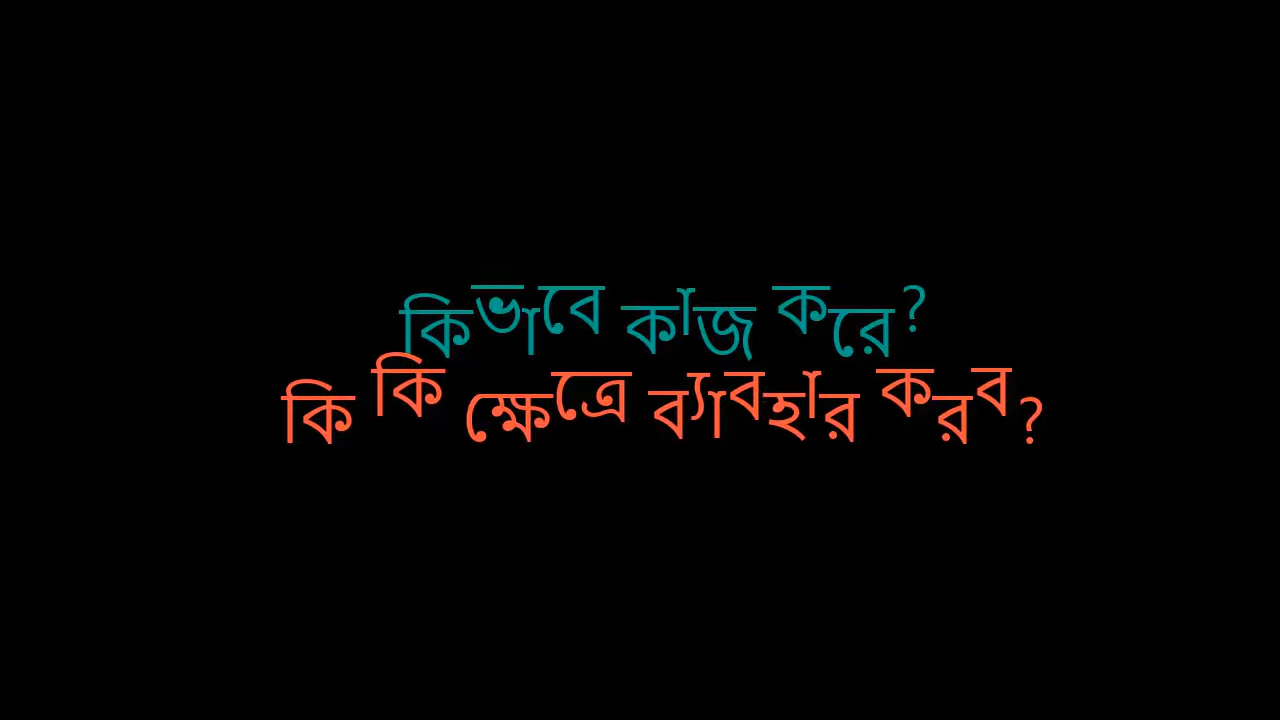 কিভাবে কাজ করে?
কি কি ক্ষেত্রে ব্যাবহার করব?